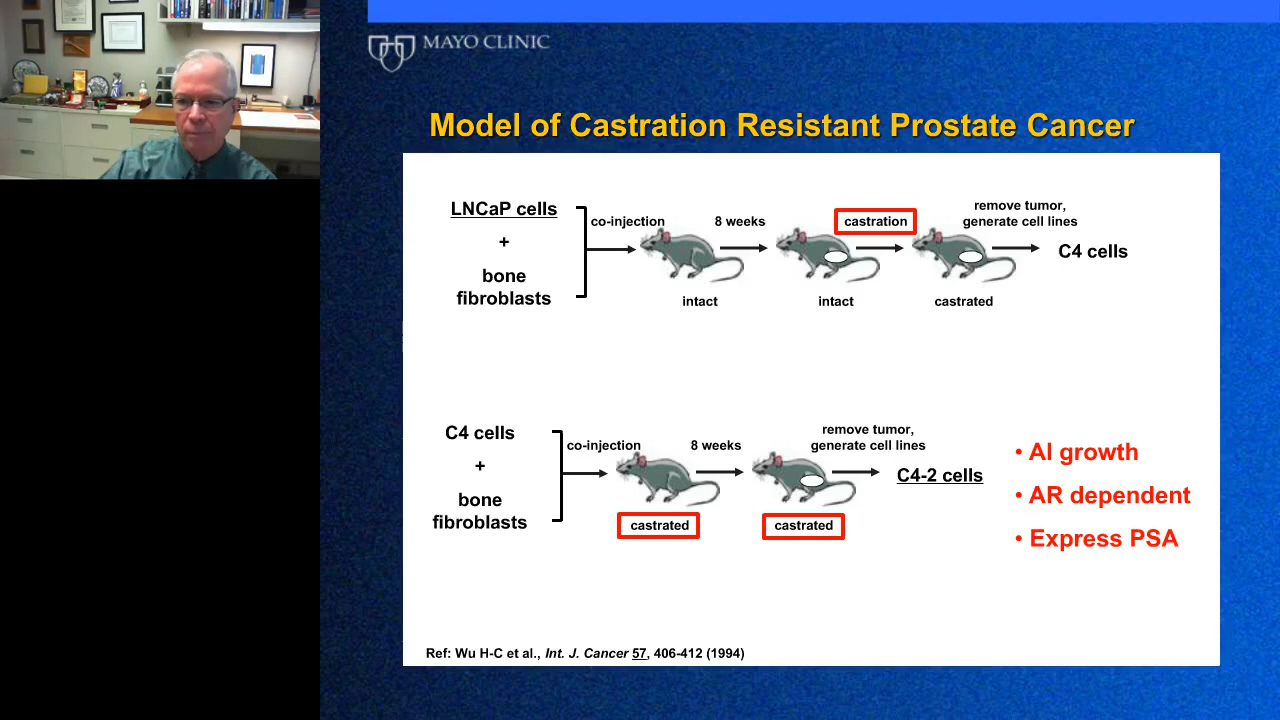 MAYO CLINIC
Model of Castration Resistant Prostate Cancer
LNCaP cells
+
bone
fibroblasts
co-injection
8 weeks
castration
remove tumor,
generate cell lines
C4 cells
intact
intact
castrated
C4 cells
+
bone
fibroblasts
co-injection
8 weeks
remove tumor,
generate cell lines
C4-2 cells
castrated
castrated
• AI growth
• AR dependent
• Express PSA
Ref: Wu H-C et al., Int. J. Cancer 57, 406-412 (1994)